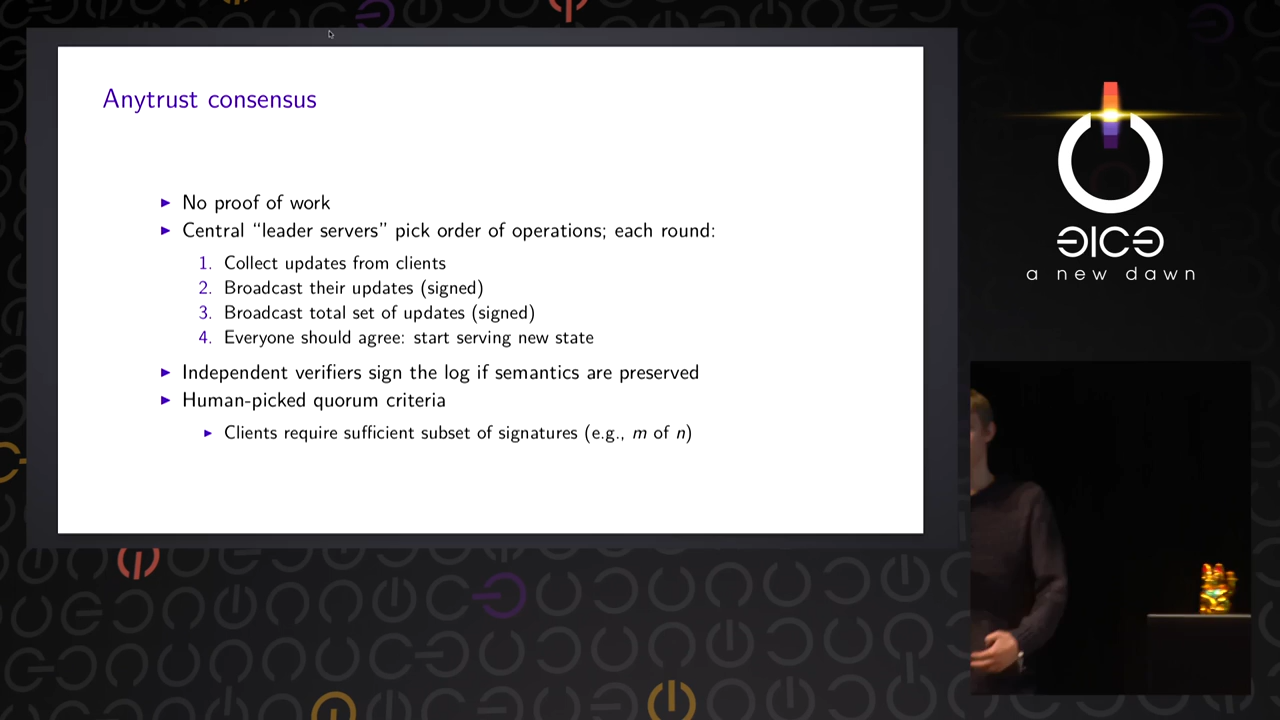 Anytrust consensus
► No proof of work
► Central “leader servers” pick order of operations; each round:
1. Collect updates from clients
2. Broadcast their updates (signed)
3. Broadcast total set of updates (signed)
4. Everyone should agree: start serving new state
► Independent verifiers sign the log if semantics are preserved
► Human-picked quorum criteria
► Clients require sufficient subset of signatures (e.g., m of n)
a new dawn